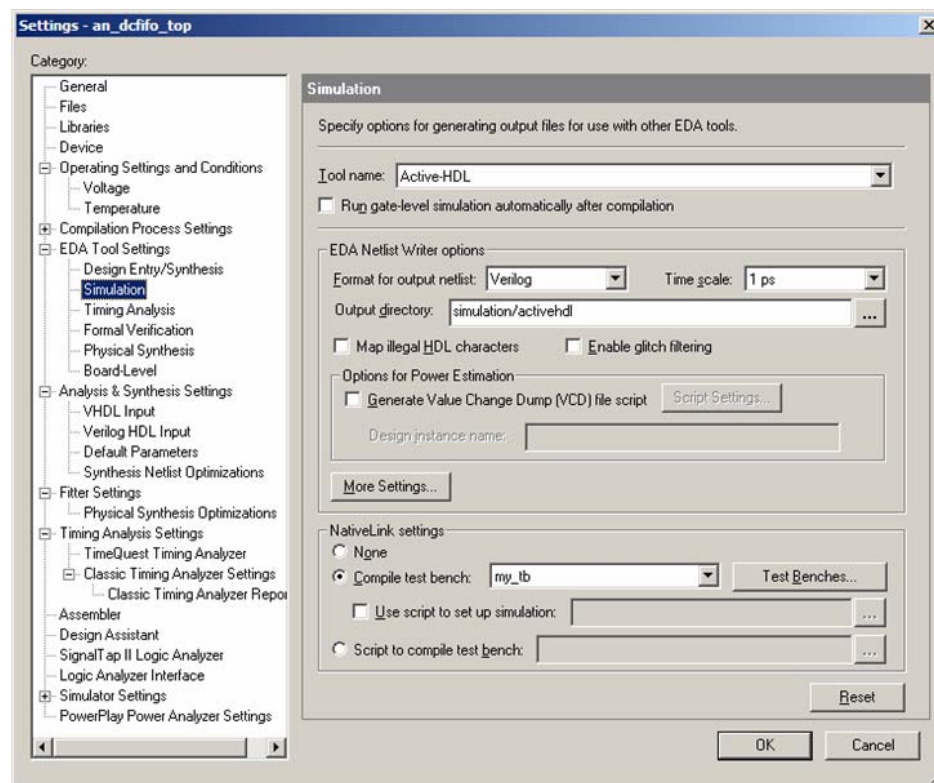 Settings - an_dcfifo_top
Category:
General
Files
Libraries
Device
Operating Settings and Conditions
Voltage
Temperature
Compilation Process Settings
EDA Tool Settings
Design Entry/Synthesis
Simulation
Timing Analysis
Formal Verification
Physical Synthesis
Board-Level
Analysis & Synthesis Settings
VHDL Input
Verilog HDL Input
Default Parameters
Synthesis Netlist Optimizations
Fitter Settings
Physical Synthesis Optimizations
Timing Analysis Settings
TimeQuest Timing Analyzer
Classic Timing Analyzer Settings
Classic Timing Analyzer Repor
Assembler
Design Assistant
SignalTap II Logic Analyzer
Logic Analyzer Interface
Simulator Settings
PowerPlay Power Analyzer Settings
Simulation
Specify options for generating output files for use with other EDA tools.
Tool name: Active-HDL
Run gate-level simulation automatically after compilation
EDA Netlist Writer options
Format for output netlist: Verilog Time scale: 1 ps
Output directory: simulation/activehdl ...
Map illegal HDL characters Enable glitch filtering
Options for Power Estimation
Generate Value Change Dump (VCD) file script Script Settings...
Design instance name:
More Settings...
NativeLink settings
None
Compile test bench: my_tb Test Benches...
Use script to set up simulation: ...
Script to compile test bench: ...
Reset
OK Cancel